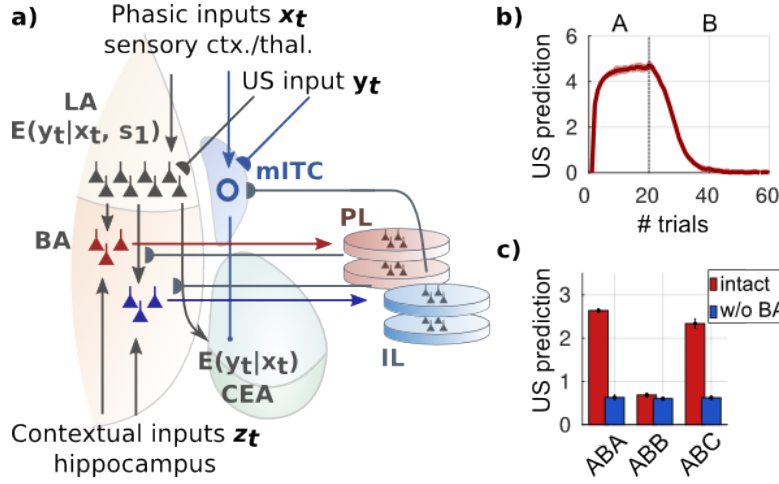 a)
Phasic inputs xt
sensory ctx./thal.
US input yt
LA
E(yt|xt, s1)
mITC
BA
PL
IL
E(yt|xt)
CEA
Contextual inputs zt
hippocampus
b)
A B
US prediction
6
4
2
0
0 20 40 60
# trials
c)
intact
w/o BA
US prediction
3
2
1
0
ABA ABB ABC